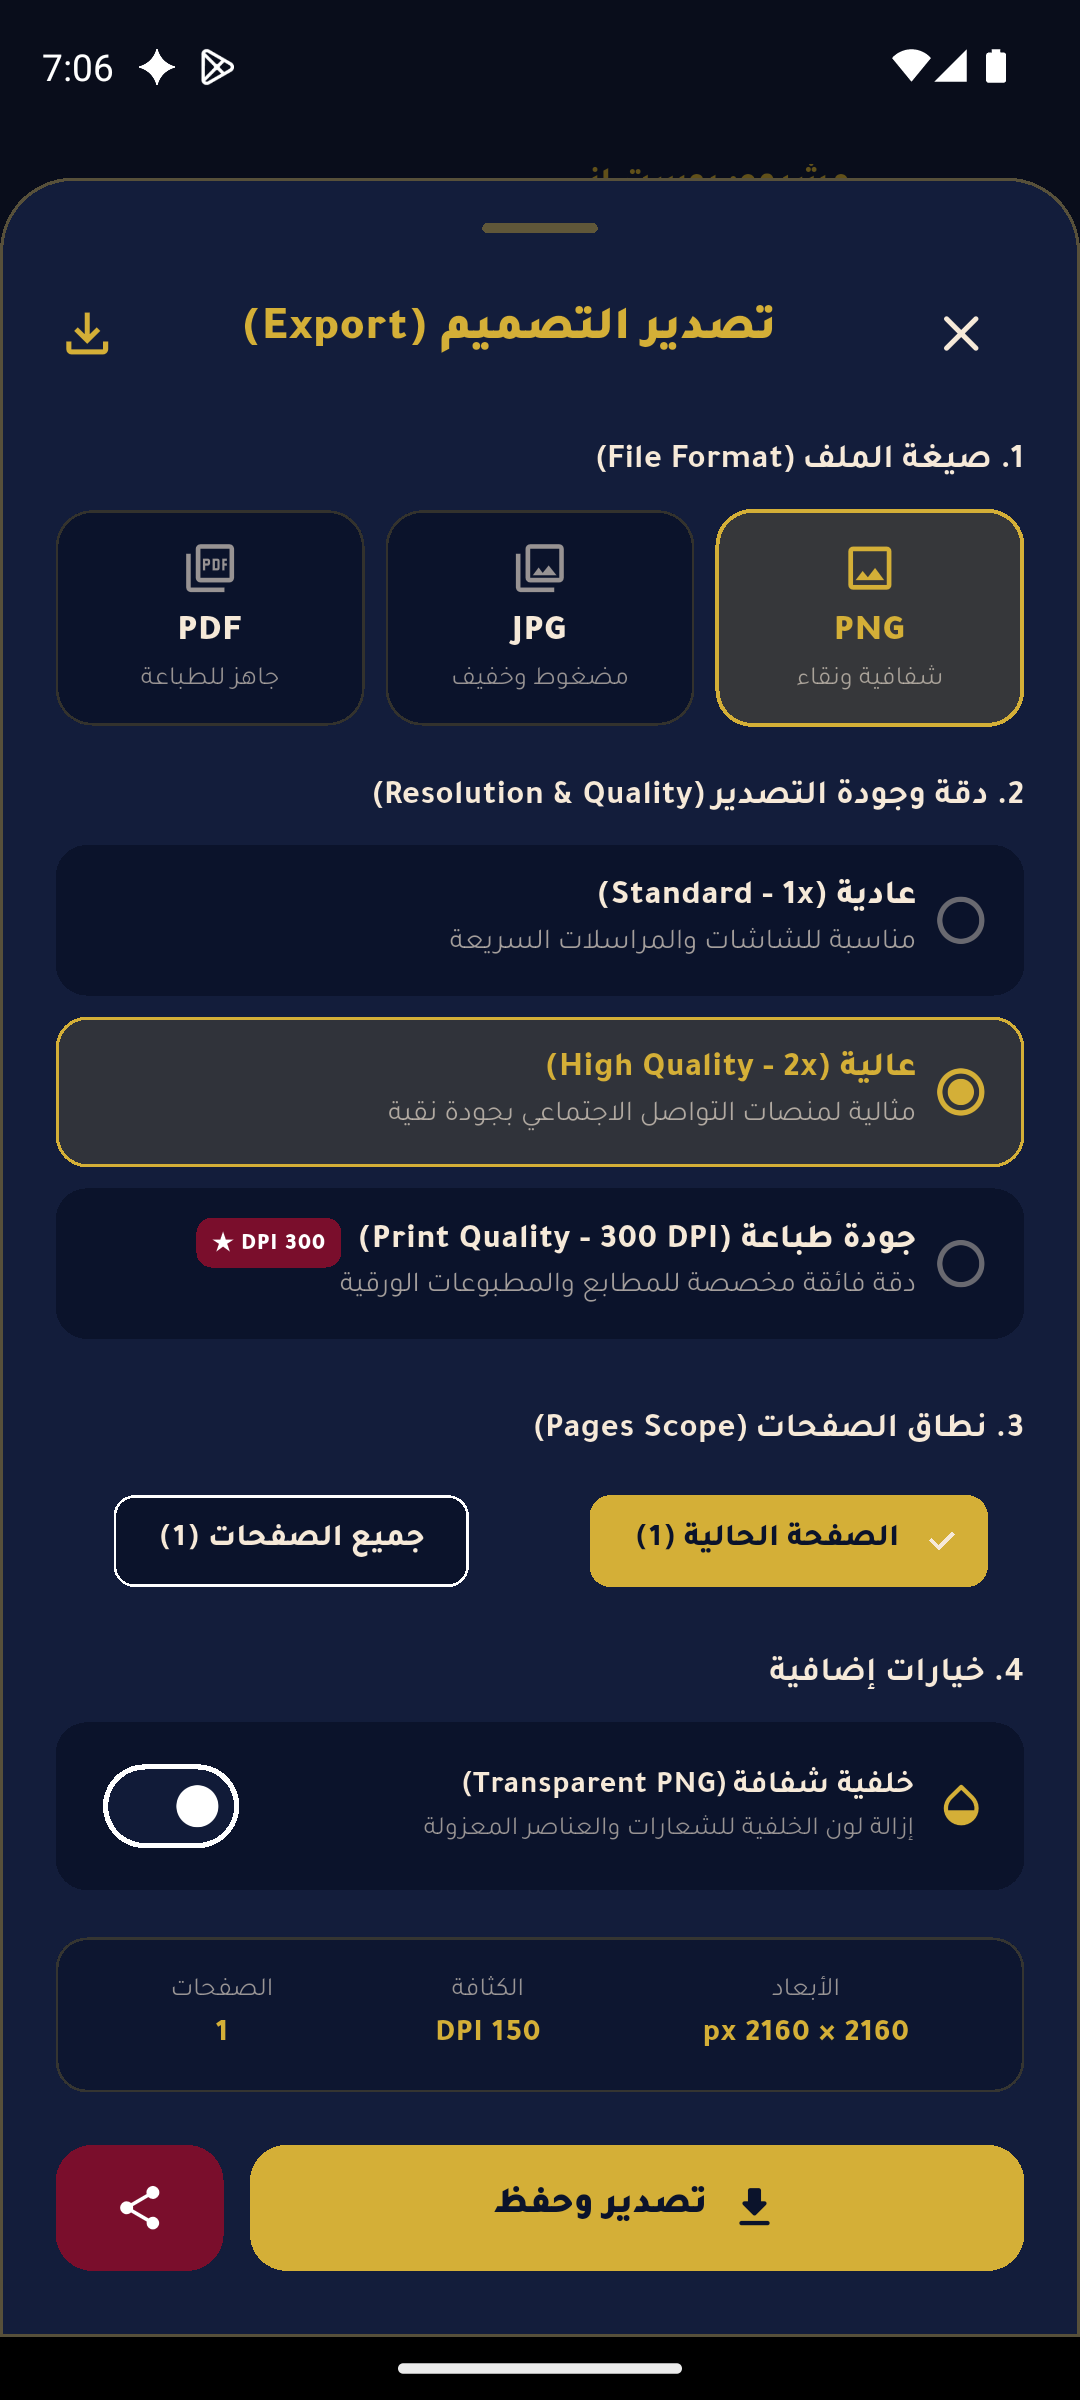 7:06
تصدير التصميم (Export)
1. صيغة الملف (File Format)
PNG
شفافية ونقاء
JPG
مضغوط وخفيف
PDF
PDF
جاهز للطباعة
2. دقة وجودة التصدير (Resolution & Quality)
عادية (Standard - 1x)
مناسبة للشاشات والمراسلات السريعة
عالية (High Quality - 2x)
مثالية لمنصات التواصل الاجتماعي بجودة نقية
جودة طباعة (Print Quality - 300 DPI) ★ DPI 300
دقة فائقة مخصصة للمطابع والمطبوعات الورقية
3. نطاق الصفحات (Pages Scope)
الصفحة الحالية (1)
جميع الصفحات (1)
4. خيارات إضافية
خلفية شفافة (Transparent PNG)
إزالة لون الخلفية للشعارات والعناصر المعزولة
الأبعاد
px 2160 × 2160
الكثافة
DPI 150
الصفحات
1
تصدير وحفظ